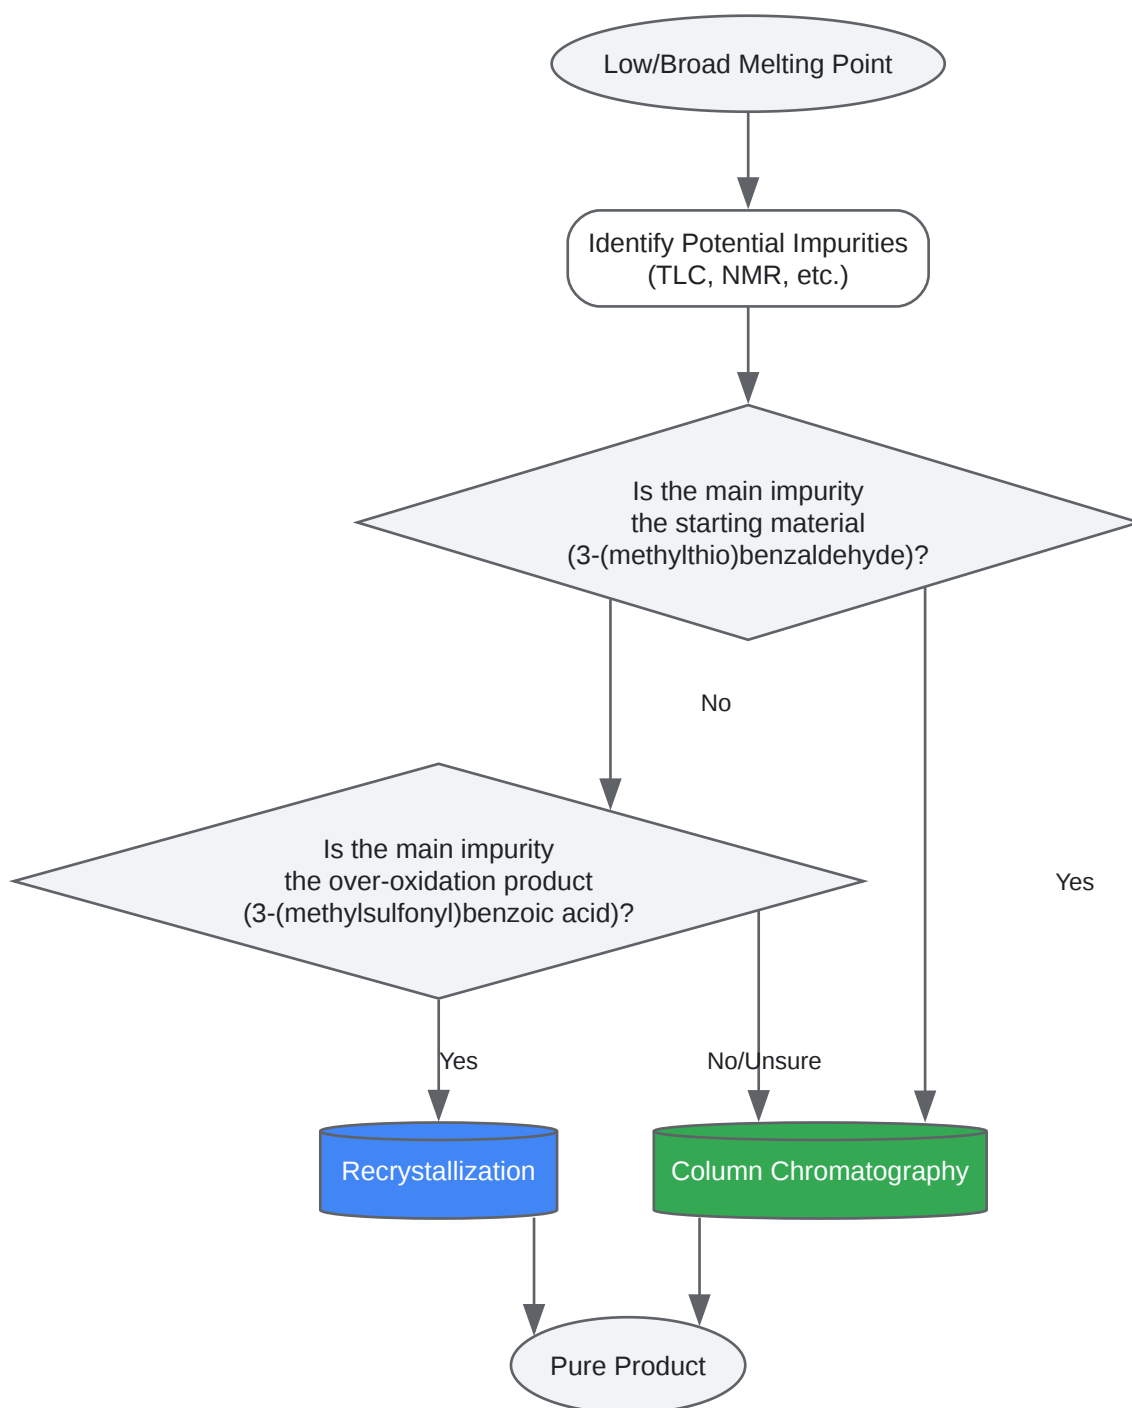 Low/Broad Melting Point
Identify Potential Impurities
(TLC, NMR, etc.)
Is the main impurity
the starting material
(3-(methylthio)benzaldehyde)?
No
Is the main impurity
the over-oxidation product
(3-(methylsulfonyl)benzoic acid)?
Yes
Yes
No/Unsure
Recrystallization
Column Chromatography
Pure Product